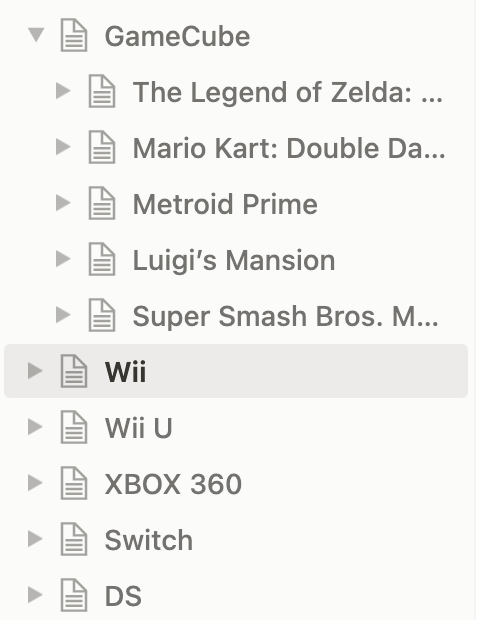 GameCube
The Legend of Zelda: ...
Mario Kart: Double Da...
Metroid Prime
Luigi’s Mansion
Super Smash Bros. M...
Wii
Wii U
XBOX 360
Switch
DS